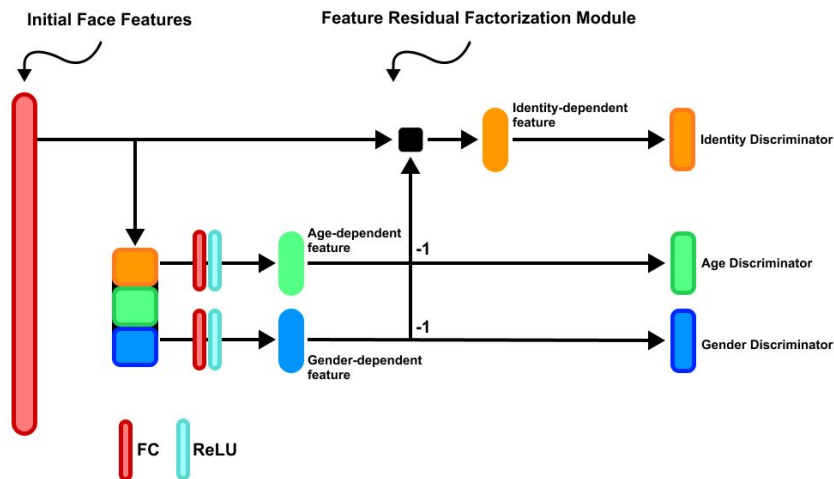 Initial Face Features
Feature Residual Factorization Module
Identity-dependent
feature
Identity Discriminator
Age-dependent
feature
-1
Age Discriminator
-1
Gender-dependent
feature
Gender Discriminator
FC
ReLU